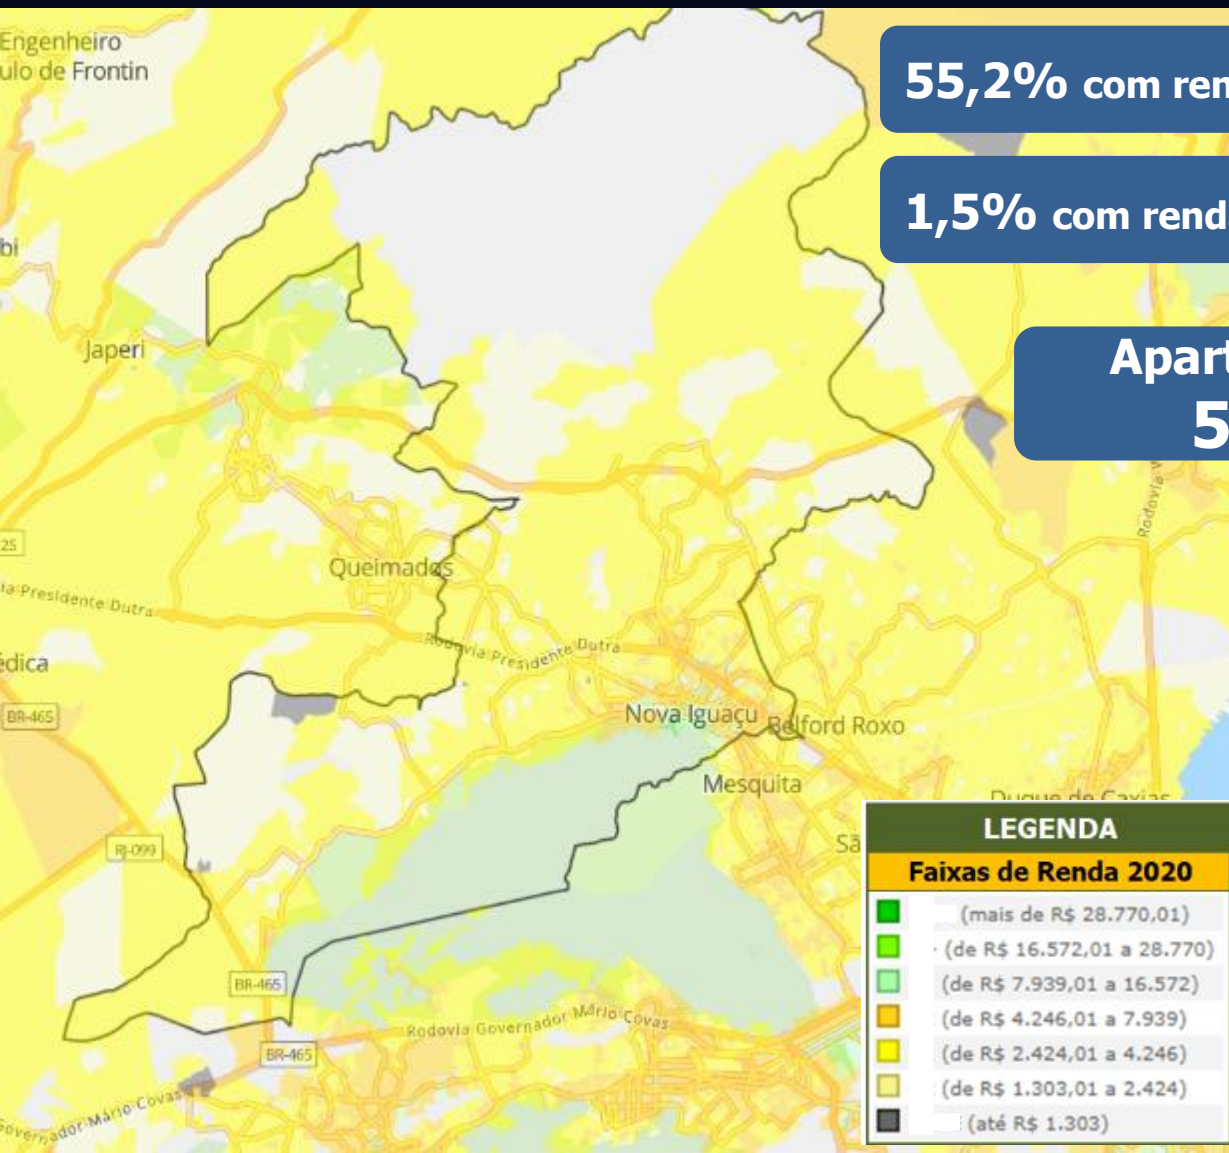 Engenheiro
ulo de Frontin
55,2% com ren
1,5% com rend
bi
Japeri
Apart
5
Rodovia
25
Queimados
ia Presidente Dutra
Rodovia Presidente Dutra
édica
BR-465
Nova Iguaçu
Belford Roxo
Mesquita
Duque de Caxias
RJ-099
Sã
BR-465
Rodovia Governador Mário Covas
BR-465
Governador Mário Covas
LEGENDA
Faixas de Renda 2020
(mais de R$ 28.770,01)
(de R$ 16.572,01 a 28.770)
(de R$ 7.939,01 a 16.572)
(de R$ 4.246,01 a 7.939)
(de R$ 2.424,01 a 4.246)
(de R$ 1.303,01 a 2.424)
(até R$ 1.303)